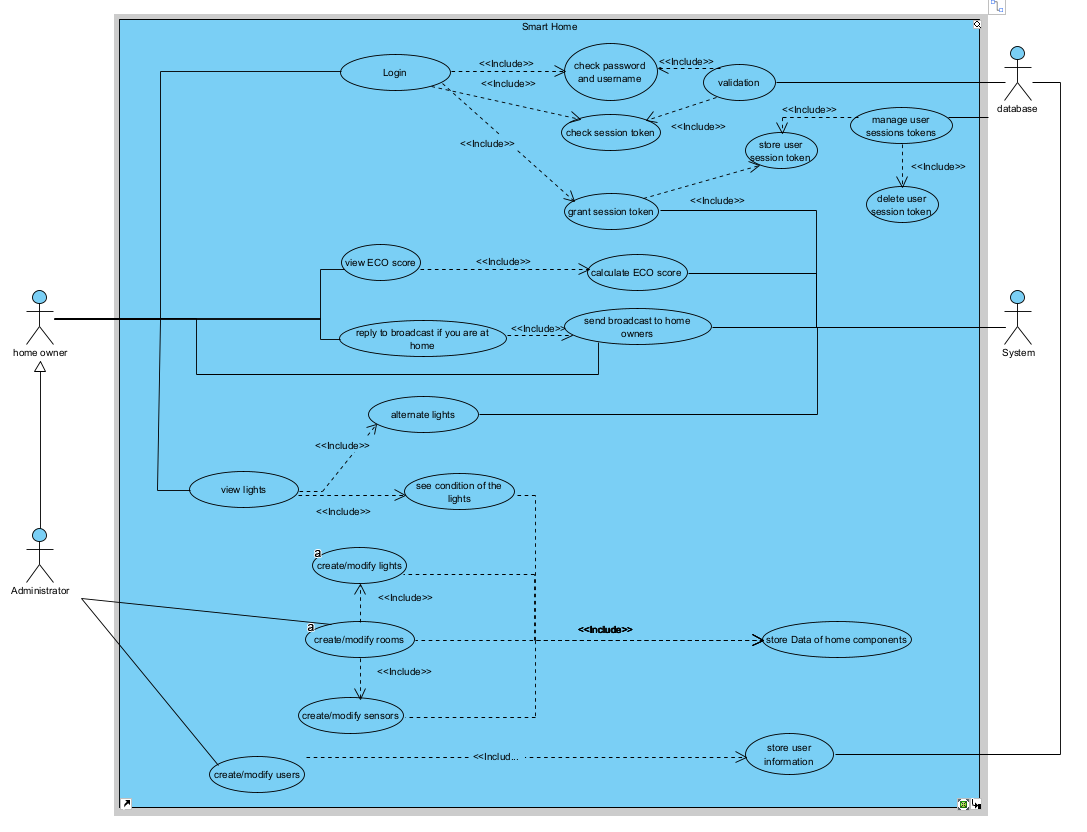 Smart Home
Login
<<Include>>
<<Include>>
check password
and username
<<Include>>
validation
database
<<Include>>
manage user
sessions tokens
check session token
<<Include>>
<<Include>>
store user
session token
<<Include>>
delete user
session token
<<Include>>
grant session token
view ECO score
<<Include>>
calculate ECO score
home owner
reply to broadcast if you are at
home
<<Include>>
send broadcast to home
owners
System
alternate lights
<<Include>>
view lights
see condition of the
lights
<<Include>>
a
create/modify lights
<<Include>>
Administrator
a
create/modify rooms
<<Include>>
store Data of home components
<<Include>>
create/modify sensors
create/modify users
<<Includ...
store user
information